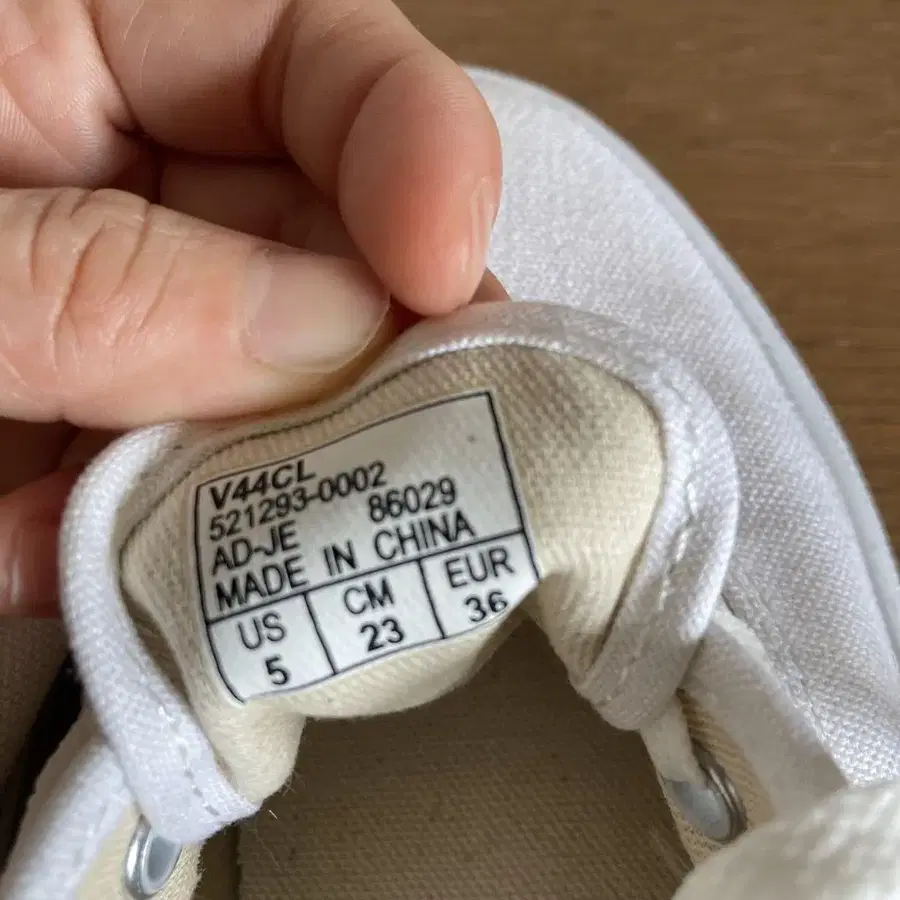 V44CL
521293-0002
AD-JE 86029
MADE IN CHINA
US CM EUR
5 23 36